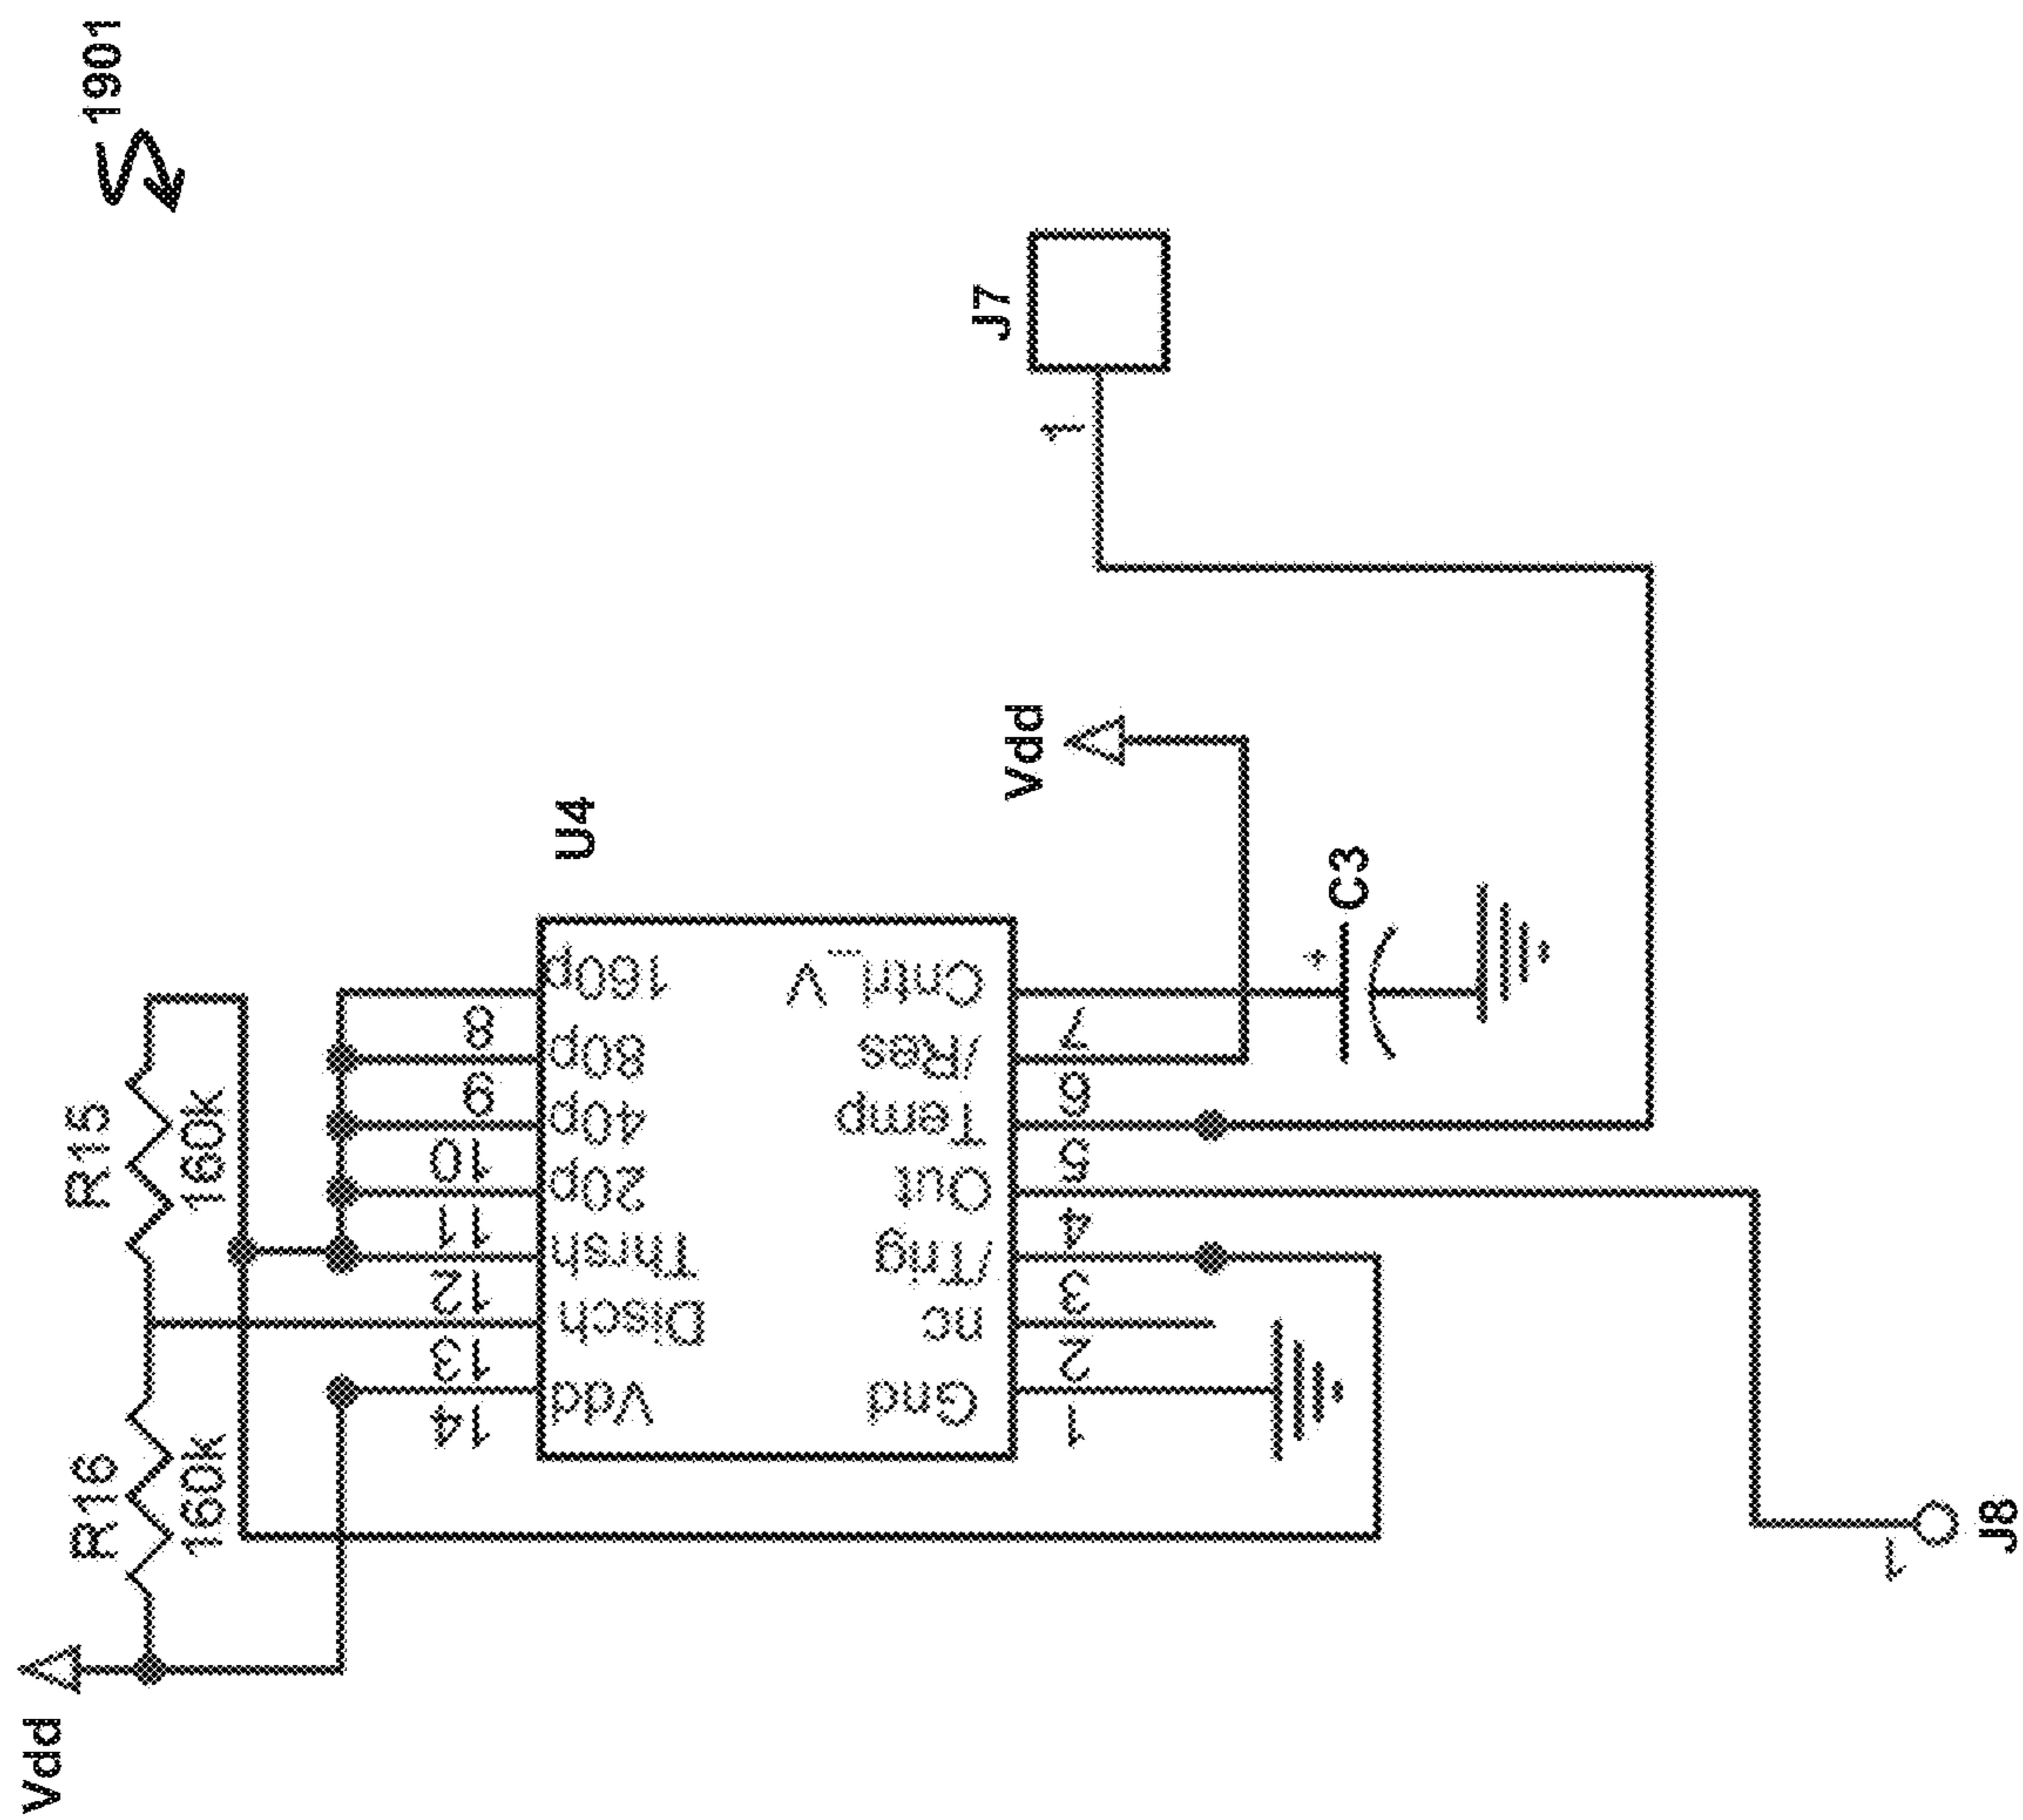 1901
J7
1
Vdd
U4
C3
+
R15
160k
R16
160k
Vdd
8
9
10
11
12
13
14
160p
80p
40p
20p
Thrsh
Disch
Vdd
Cntrl_V
/Res
Temp
Out
/Trig
nc
Gnd
7
6
5
4
3
2
1
1
J8